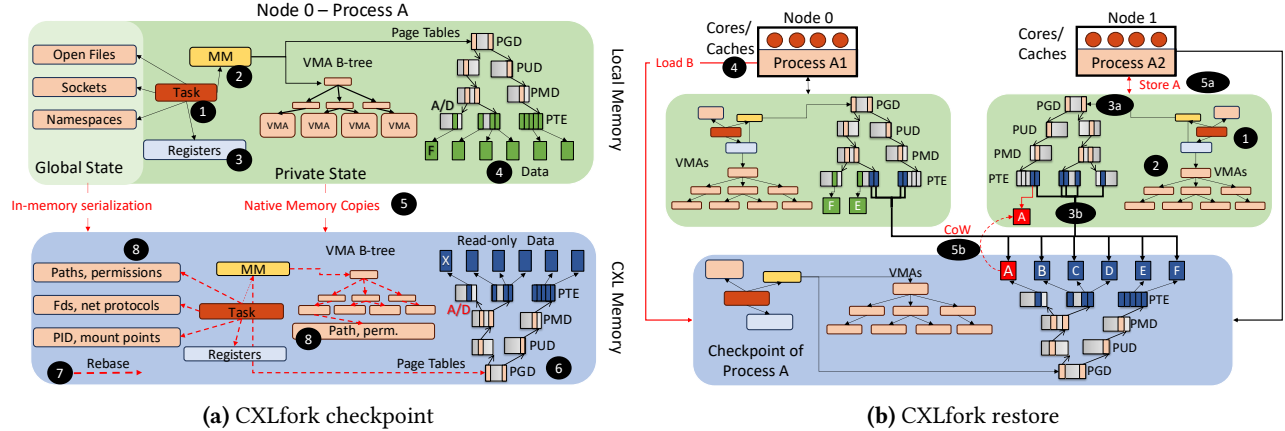 Node 0 – Process A
Open Files
Sockets
Namespaces
Global State
MM
2
Task
1
Registers
3
Page Tables
VMA B-tree
VMA VMA VMA VMA
PGD
PUD
PMD
A/D
PTE
F
4
Data
Private State
Local Memory
In-memory serialization
Native Memory Copies
5
8
Paths, permissions
Fds, net protocols
PID, mount points
7
Rebase
MM
Task
Registers
VMA B-tree
8
Path, perm.
Page Tables
Read-only Data
X
A/D
PTE
PMD
PUD
PGD
6
CXL Memory
(a) CXLfork checkpoint
Node 0
Cores/
Caches
Load B
4
Process A1
Node 1
Cores/
Caches
Process A2
Store A
5a
PGD
PUD
PMD
PTE
VMAs
F E
PGD
3a
PUD
PMD
PTE
A
3b
1
2
VMAs
CoW
5b
A B C D E F
VMAs
PTE
PMD
PUD
PGD
Checkpoint of
Process A
(b) CXLfork restore